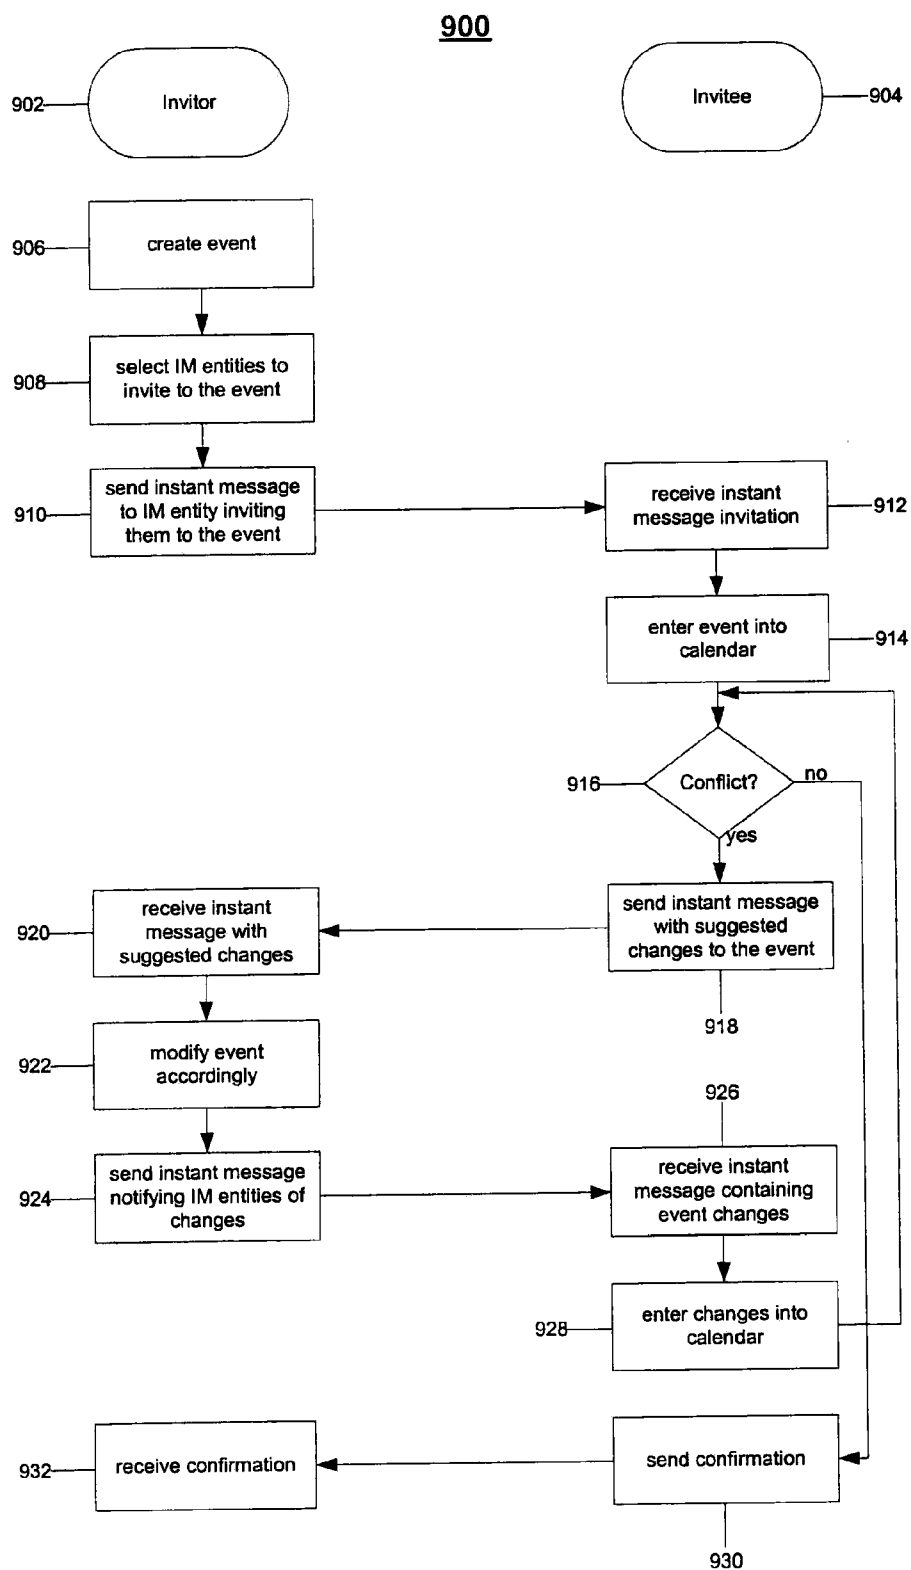 900
902
Invitor
Invitee
904
906
create event
908
select IM entities to
invite to the event
910
send instant message
to IM entity inviting
them to the event
receive instant
message invitation
912
enter event into
calendar
914
916
Conflict?
no
yes
920
receive instant
message with
suggested changes
send instant message
with suggested
changes to the event
918
922
modify event
accordingly
926
924
send instant message
notifying IM entities of
changes
receive instant
message containing
event changes
928
enter changes into
calendar
932
receive confirmation
send confirmation
930